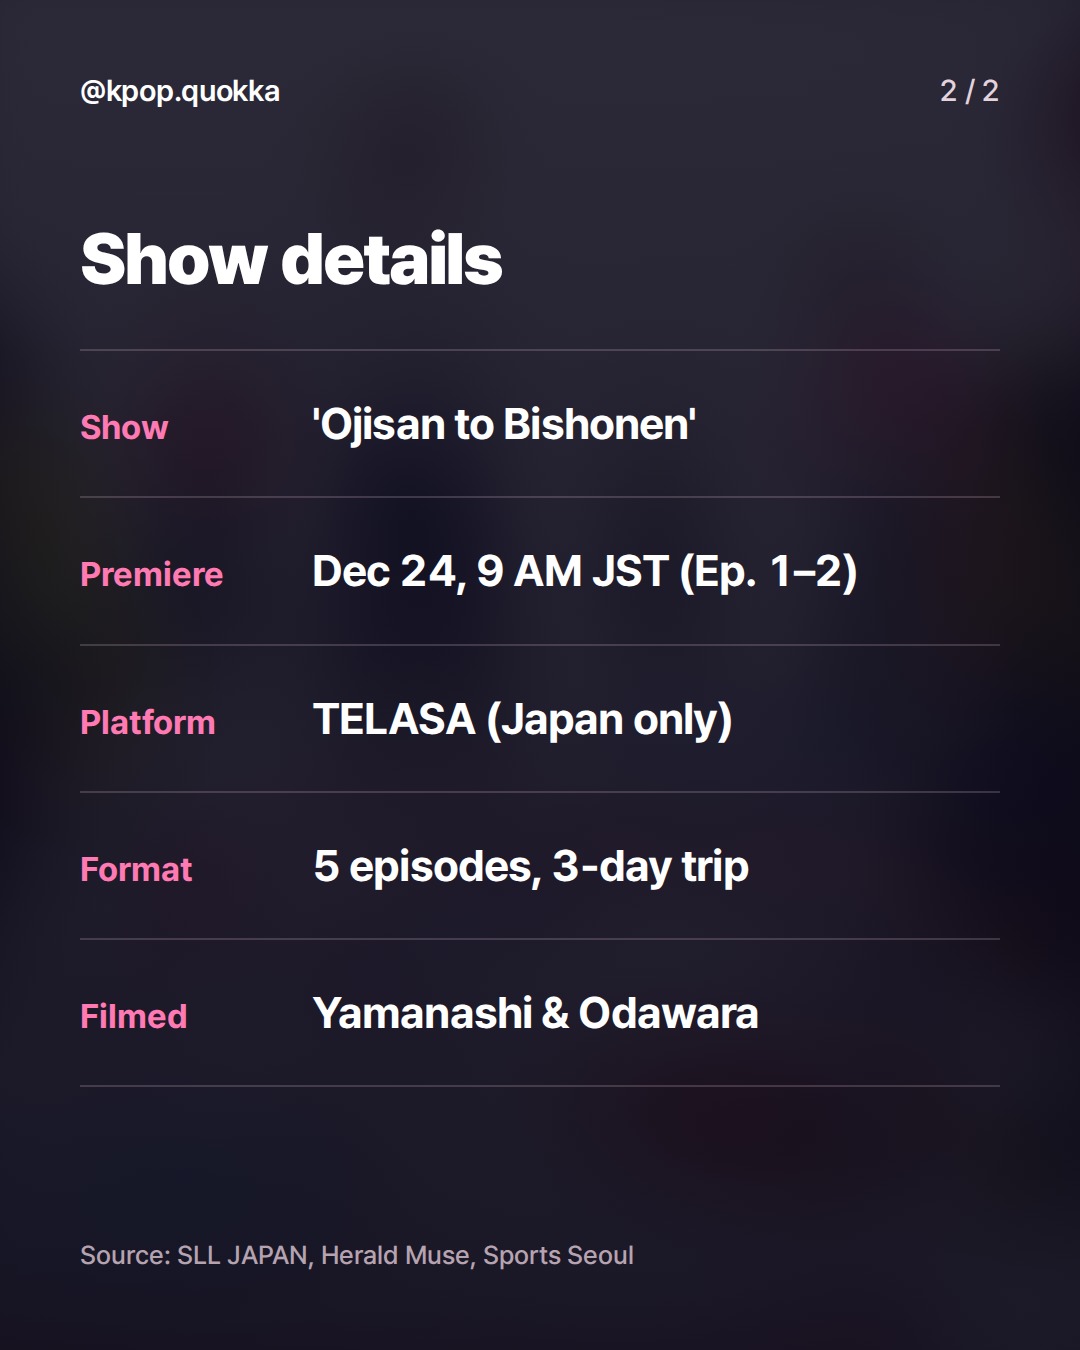 @kpop.quokka
2 / 2
Show details
Show 'Ojisan to Bishonen'
Premiere Dec 24, 9 AM JST (Ep. 1–2)
Platform TELASA (Japan only)
Format 5 episodes, 3-day trip
Filmed Yamanashi & Odawara
Source: SLL JAPAN, Herald Muse, Sports Seoul